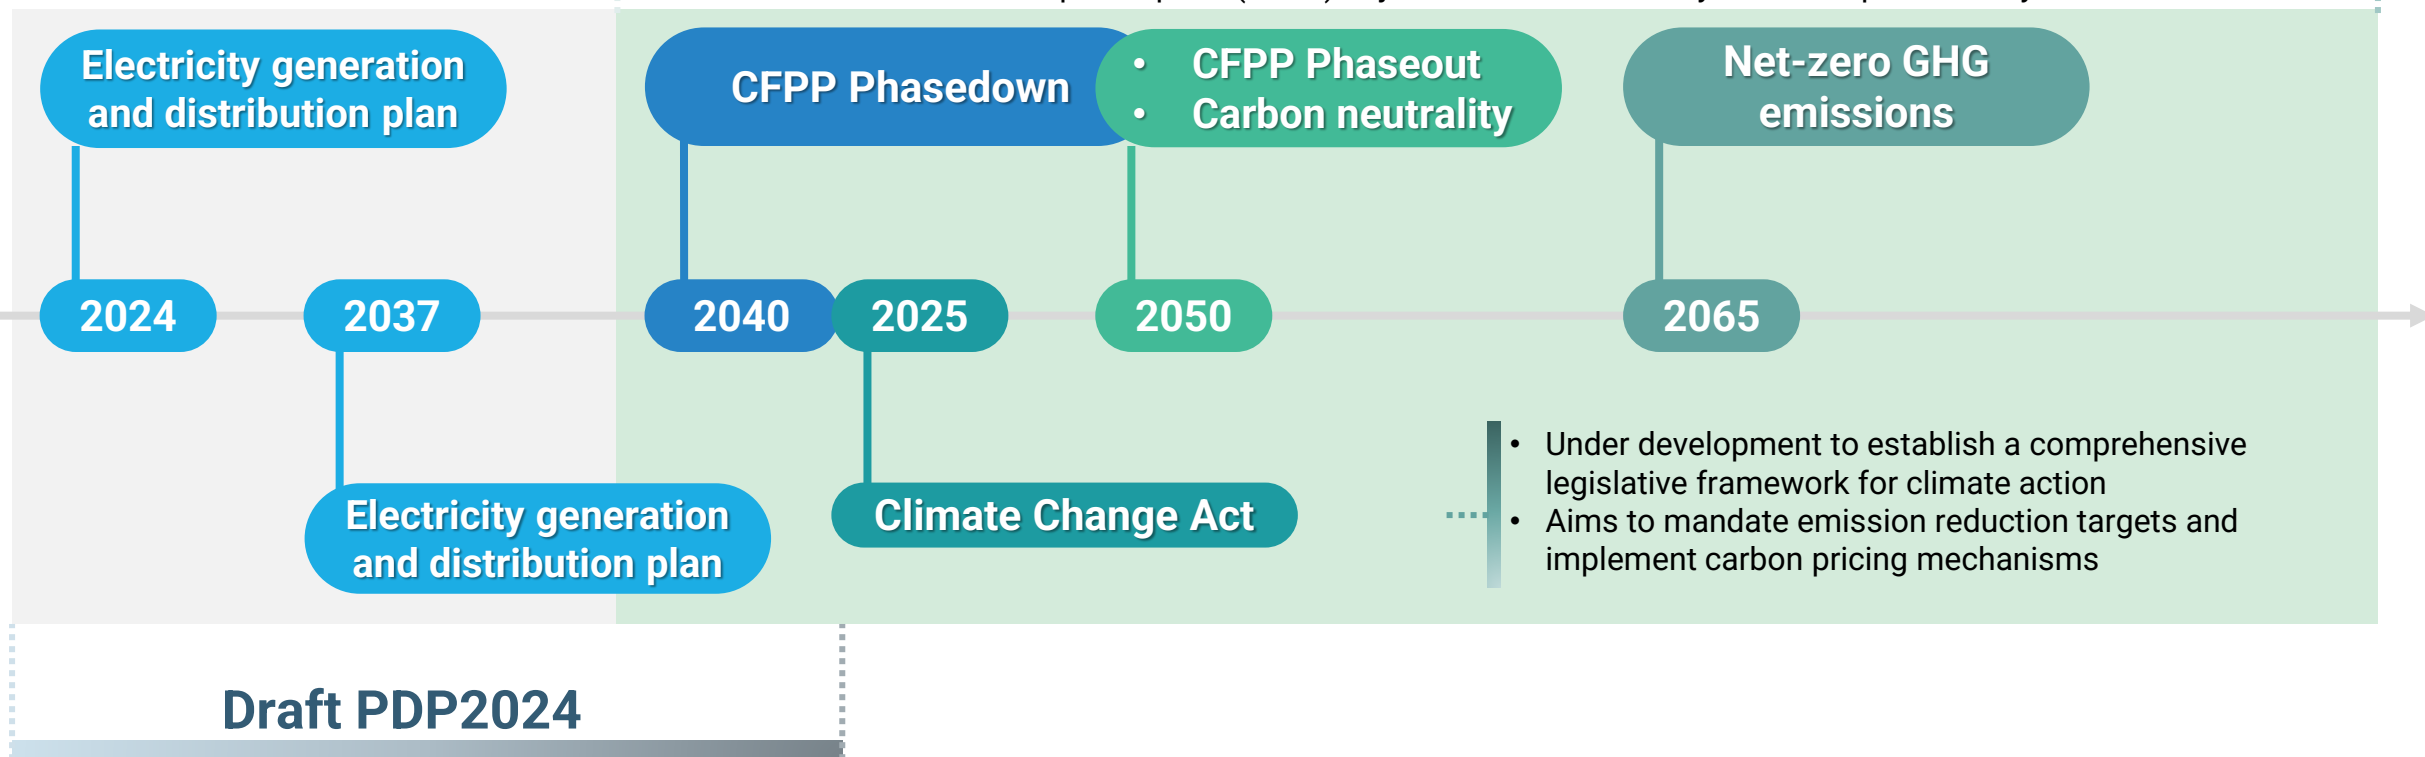 Electricity generation
and distribution plan
CFPP Phasedown
• CFPP Phaseout
• Carbon neutrality
Net-zero GHG
emissions
2024
2037
2040
2025
2050
2065
Electricity generation
and distribution plan
Climate Change Act
• Under development to establish a comprehensive
legislative framework for climate action
• Aims to mandate emission reduction targets and
implement carbon pricing mechanisms
Draft PDP2024